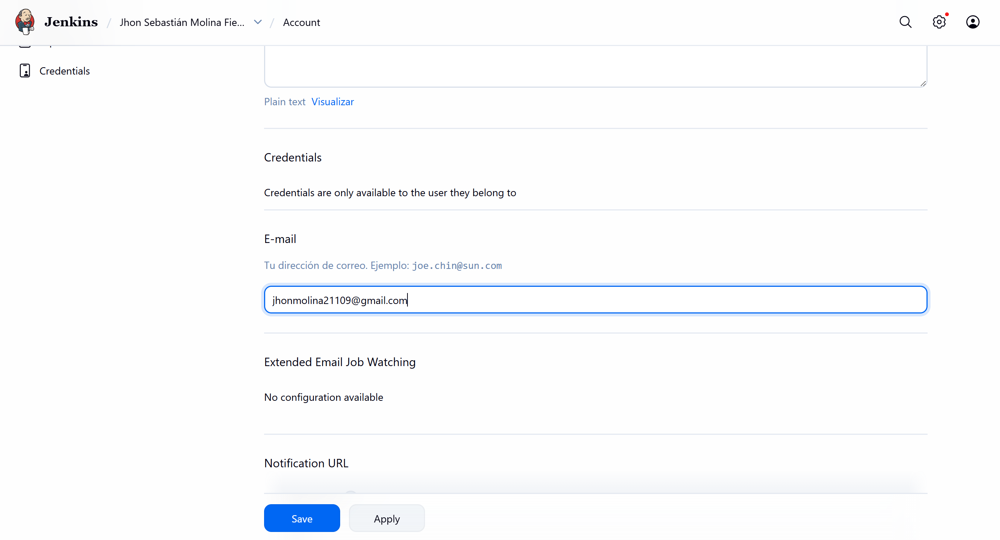 Jenkins / Jhon Sebastián Molina Fie... / Account
Credentials
Plain text Visualizar
Credentials
Credentials are only available to the user they belong to
E-mail
Tu dirección de correo. Ejemplo: joe.chin@sun.com
jhonmolina21109@gmail.com
Extended Email Job Watching
No configuration available
Notification URL
Save Apply